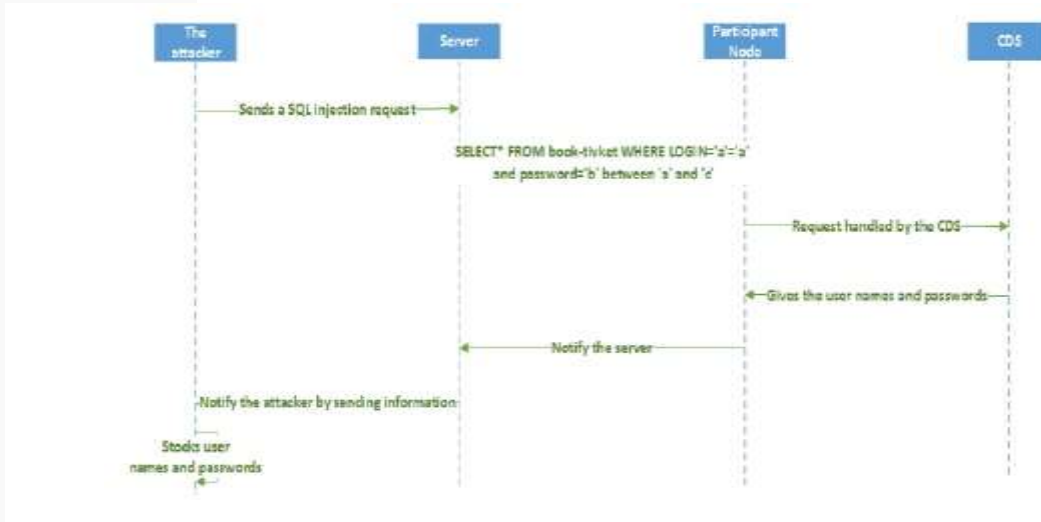 The
attacker
Server
Participant
Node
CDS
Sends a SQL injection request
SELECT* FROM book-tivket WHERE LOGIN='a'='a'
and password='b' between 'a' and 'c'
Request handled by the CDS
Gives the user names and passwords
Notify the server
Notify the attacker by sending information
Stocks user
names and passwords